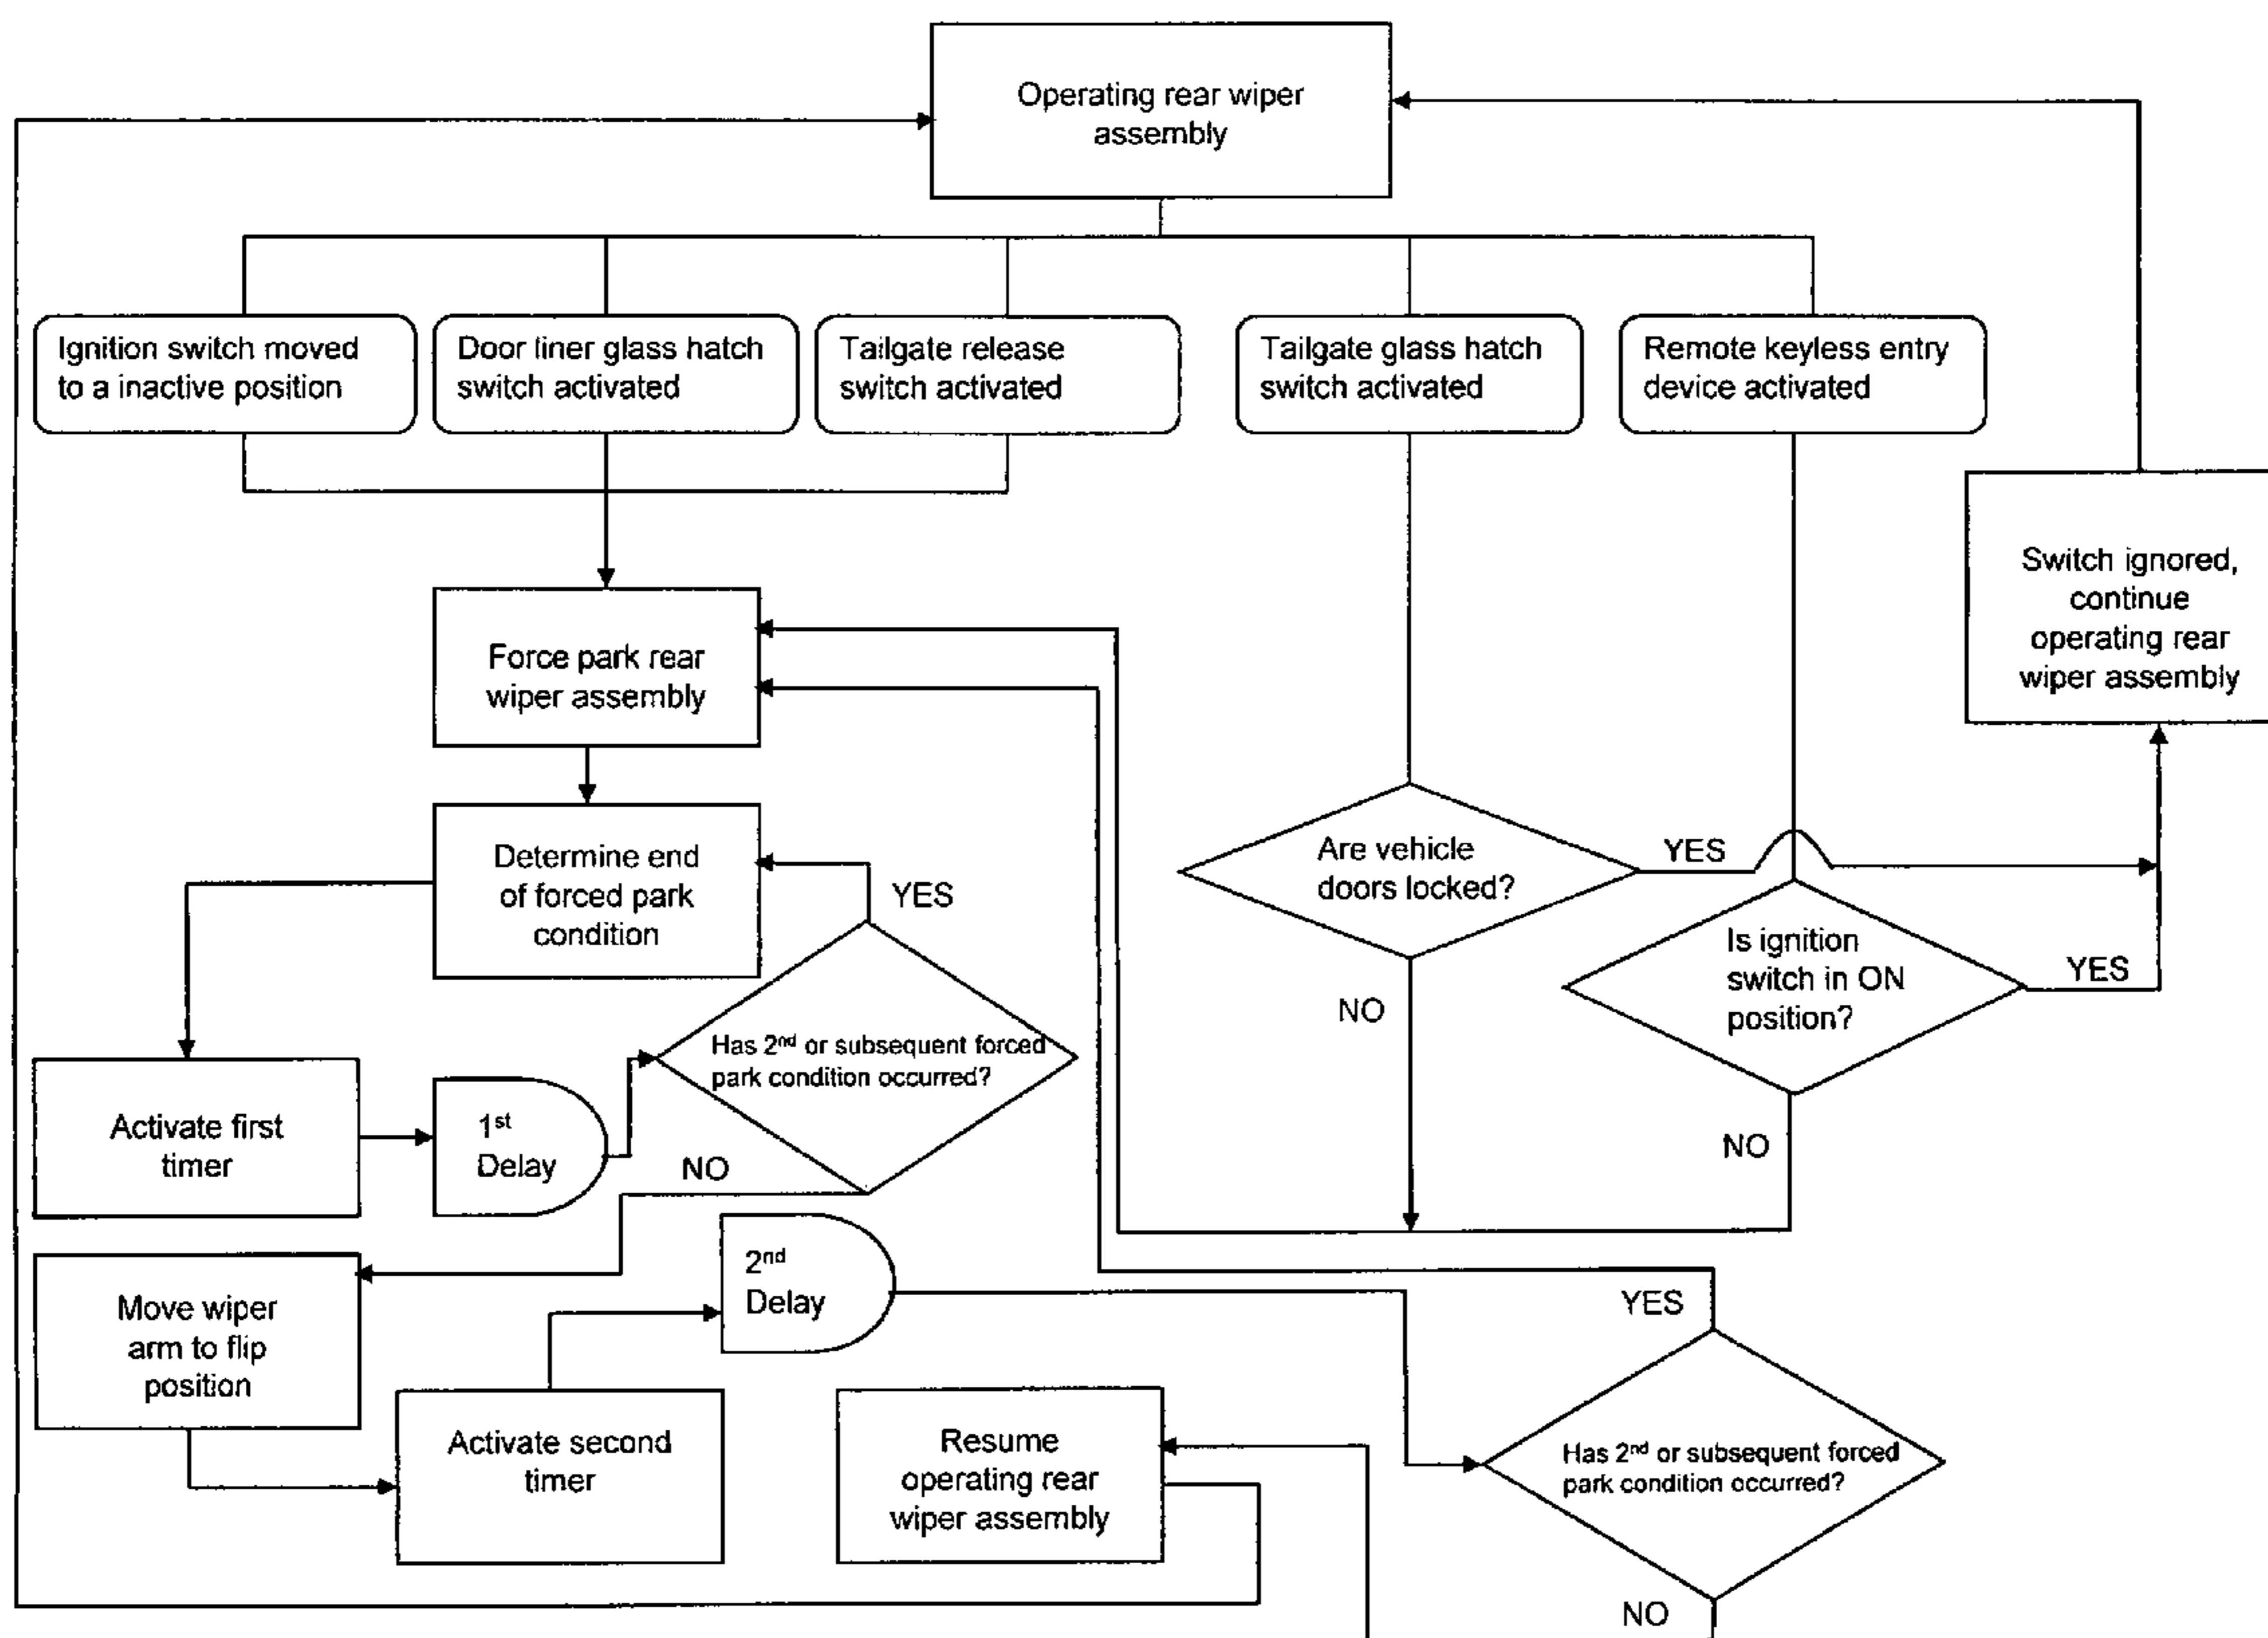 Operating rear wiper
assembly
Ignition switch moved
to a inactive position
Door liner glass hatch
switch activated
Tailgate release
switch activated
Tailgate glass hatch
switch activated
Remote keyless entry
device activated
Switch ignored,
continue
operating rear
wiper assembly
Force park rear
wiper assembly
Determine end
of forced park
condition
YES
Are vehicle
doors locked?
YES
NO
Is ignition
switch in ON
position?
YES
NO
Has 2nd or subsequent forced
park condition occurred?
NO
Activate first
timer
1st
Delay
Move wiper
arm to flip
position
2nd
Delay
Activate second
timer
Resume
operating rear
wiper assembly
YES
Has 2nd or subsequent forced
park condition occurred?
NO